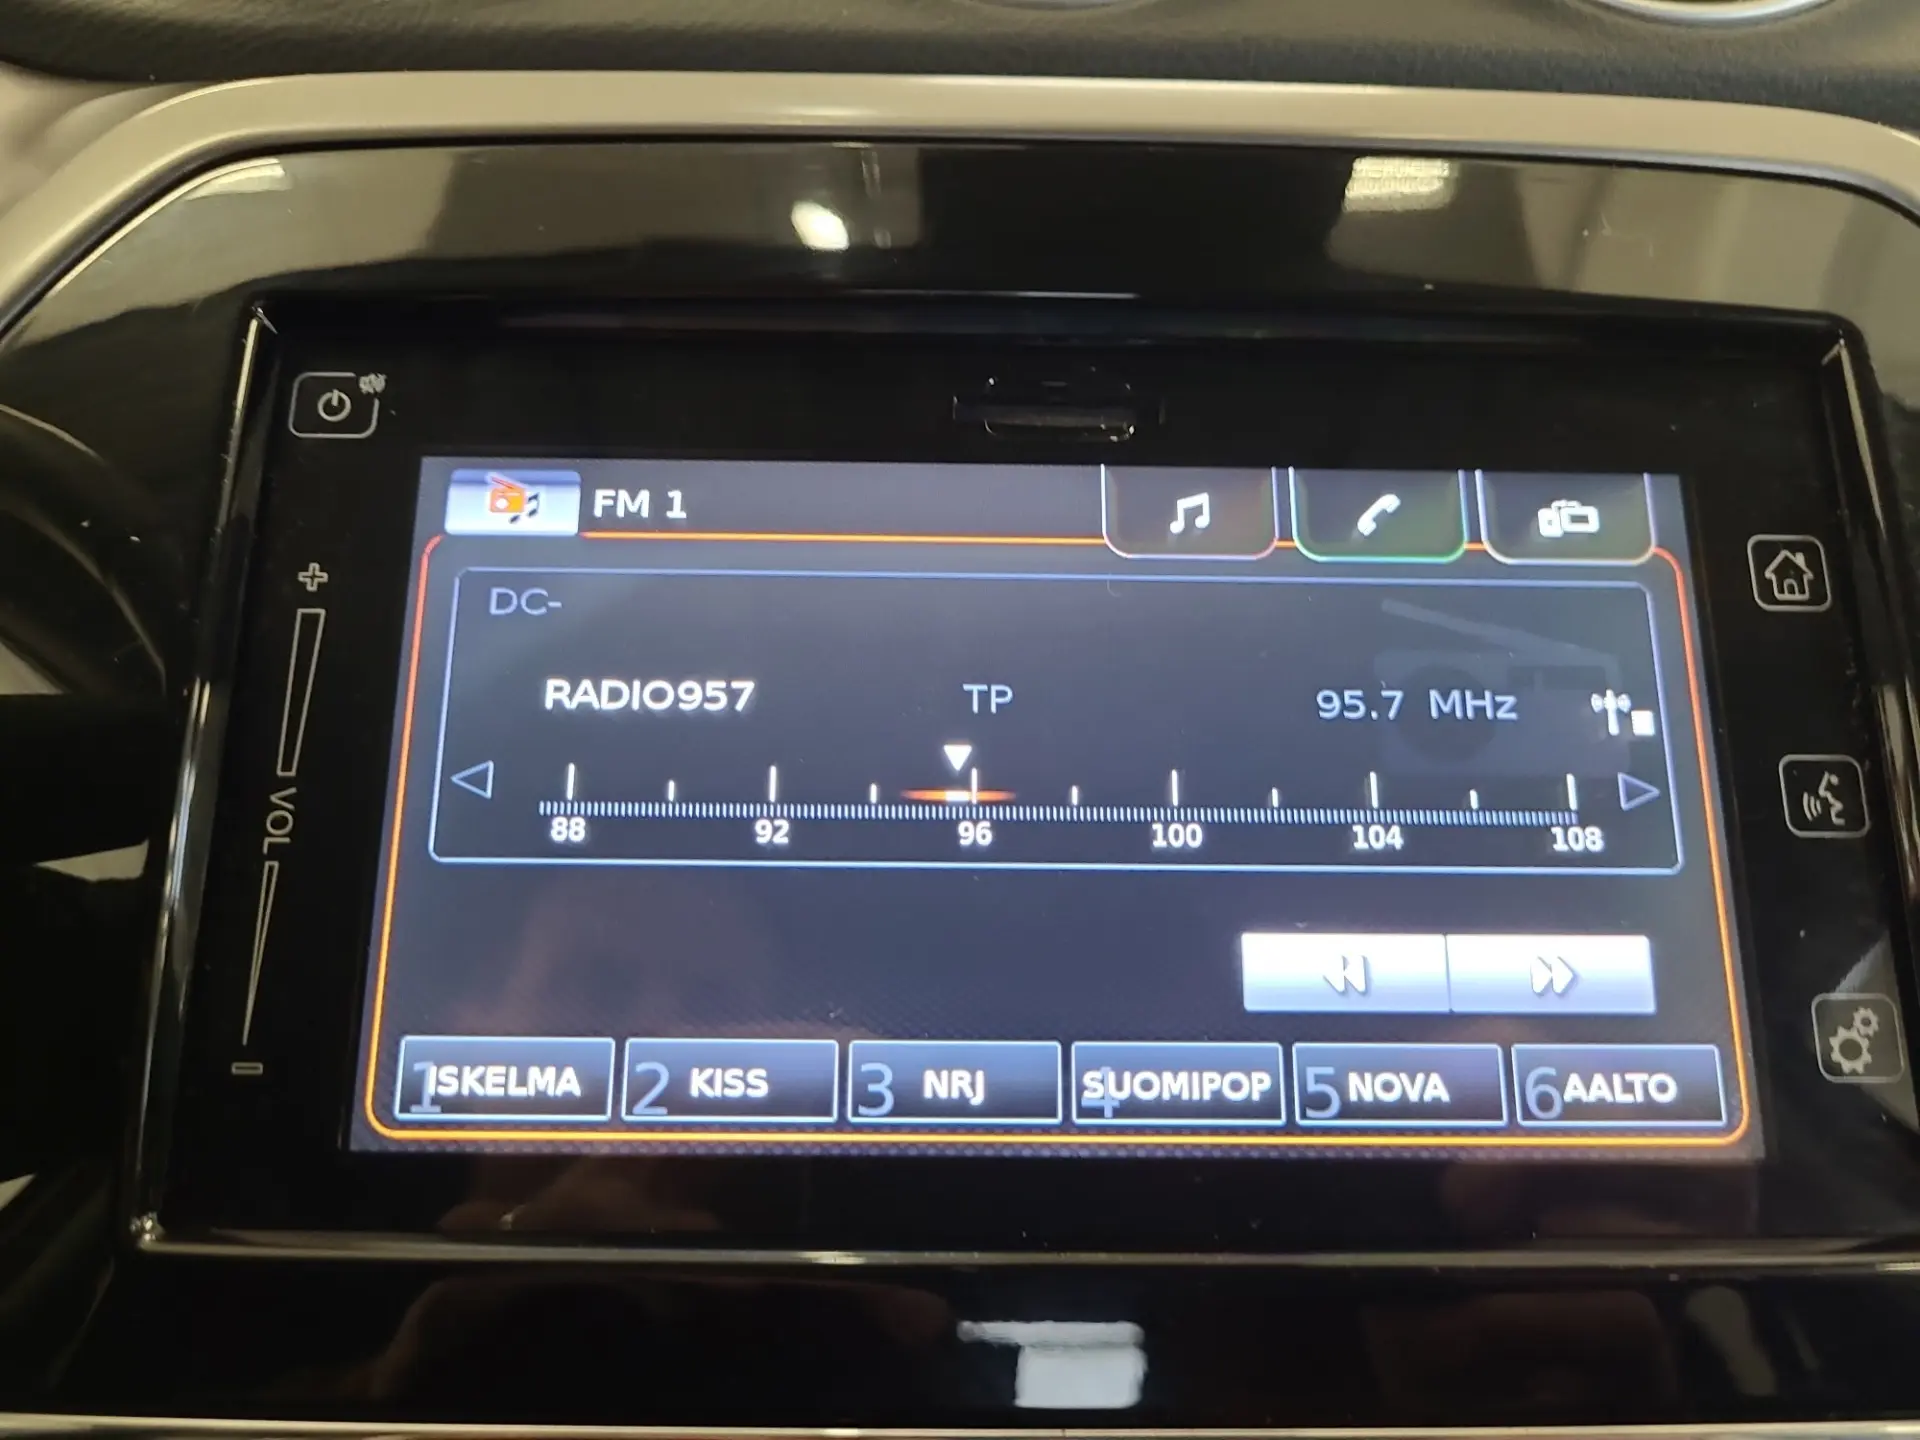 FM 1
DC-
RADIO957 TP 95.7 MHz
88 92 96 100 104 108
VOL
1 ISKELMA 2 KISS 3 NRJ 4 SUOMIPOP 5 NOVA 6 AALTO